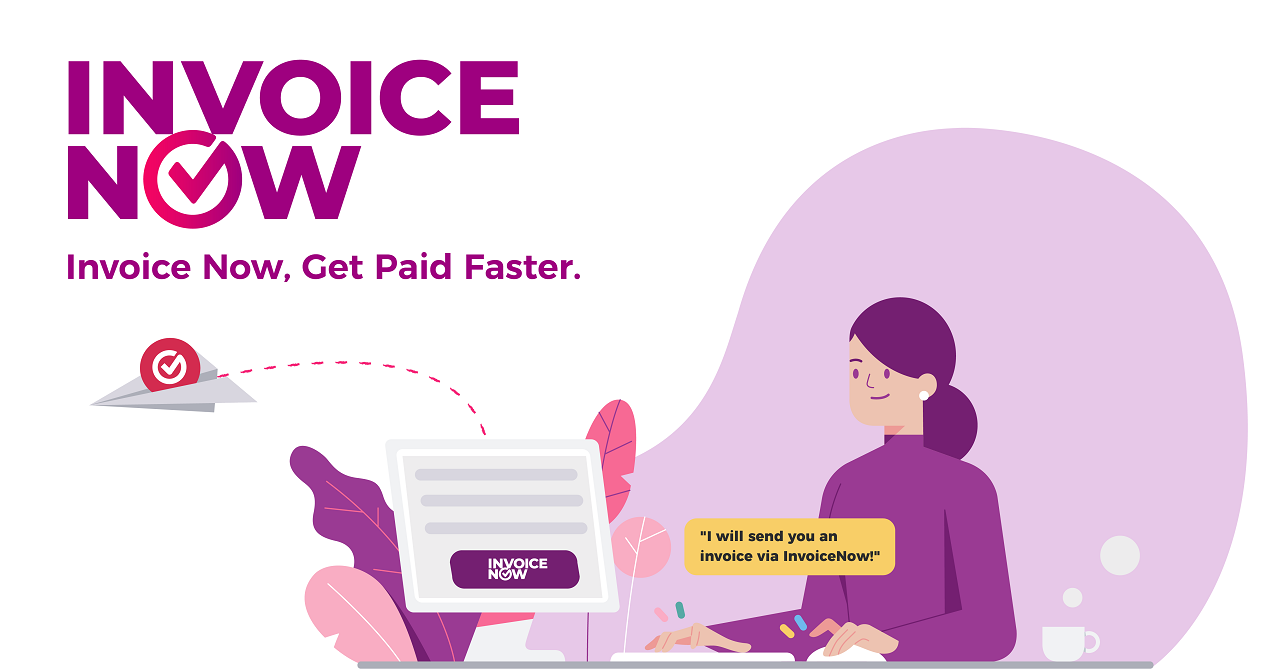 INVOICE
NOW
Invoice Now, Get Paid Faster.
"I will send you an
invoice via InvoiceNow!"
INVOICE
NOW